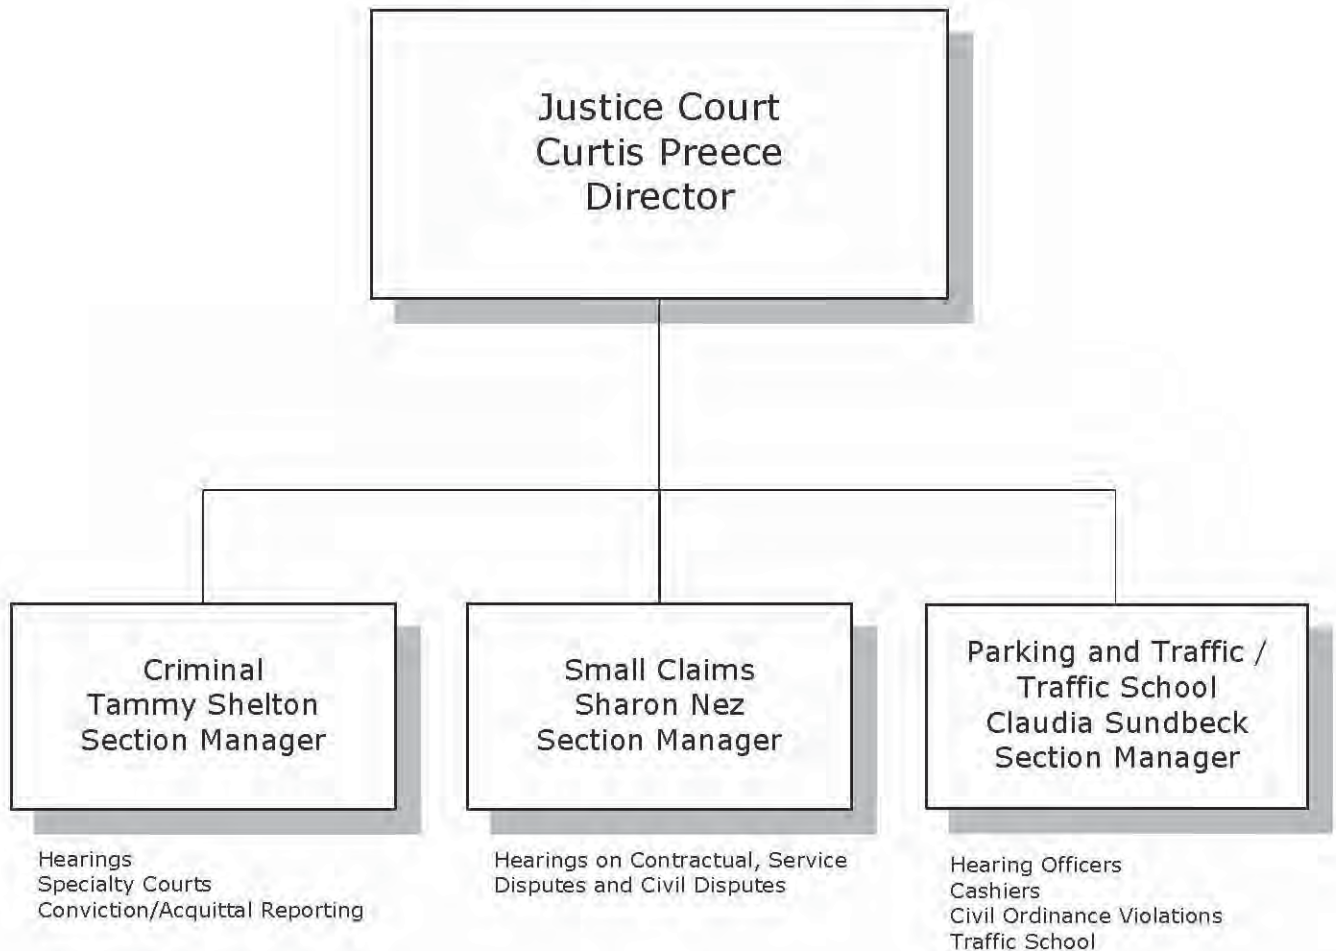 Justice Court
Curtis Preece
Director
Criminal
Tammy Shelton
Section Manager
Small Claims
Sharon Nez
Section Manager
Parking and Traffic /
Traffic School
Claudia Sundbeck
Section Manager
Hearings
Specialty Courts
Conviction/Acquittal Reporting
Hearings on Contractual, Service
Disputes and Civil Disputes
Hearing Officers
Cashiers
Civil Ordinance Violations
Traffic School